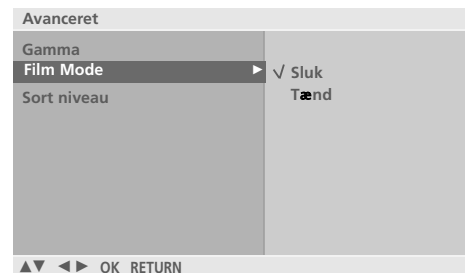 Avanceret
Gamma
Film Mode ►
Sort niveau
√ Sluk
Tænd
▲▼ ◄► OK RETURN